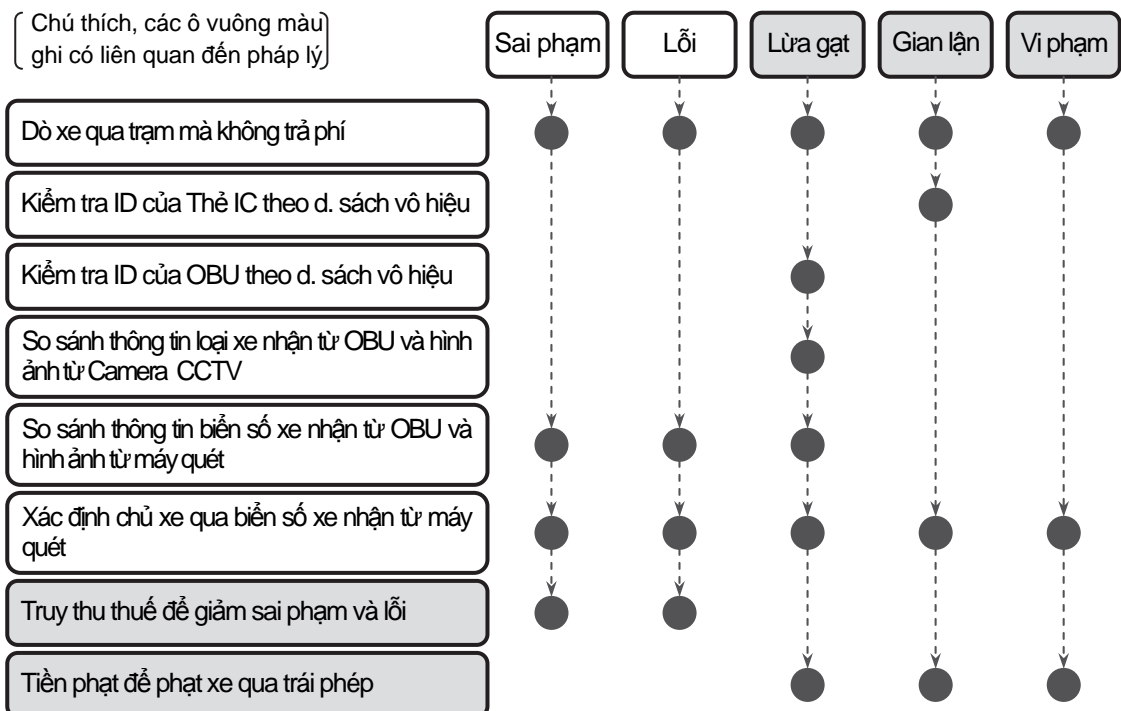 Chú thích, các ô vuông màu
ghi có liên quan đến pháp lý
Sai phạm
Lỗi
Lừa gạt
Gian lận
Vi phạm
Dò xe qua trạm mà không trả phí
Kiểm tra ID của Thẻ IC theo d. sách vô hiệu
Kiểm tra ID của OBU theo d. sách vô hiệu
So sánh thông tin loại xe nhận từ OBU và hình
ảnh từ Camera CCTV
So sánh thông tin biển số xe nhận từ OBU và
hình ảnh từ máy quét
Xác định chủ xe qua biển số xe nhận từ máy
quét
Truy thu thuế để giảm sai phạm và lỗi
Tiền phạt để phạt xe qua trái phép